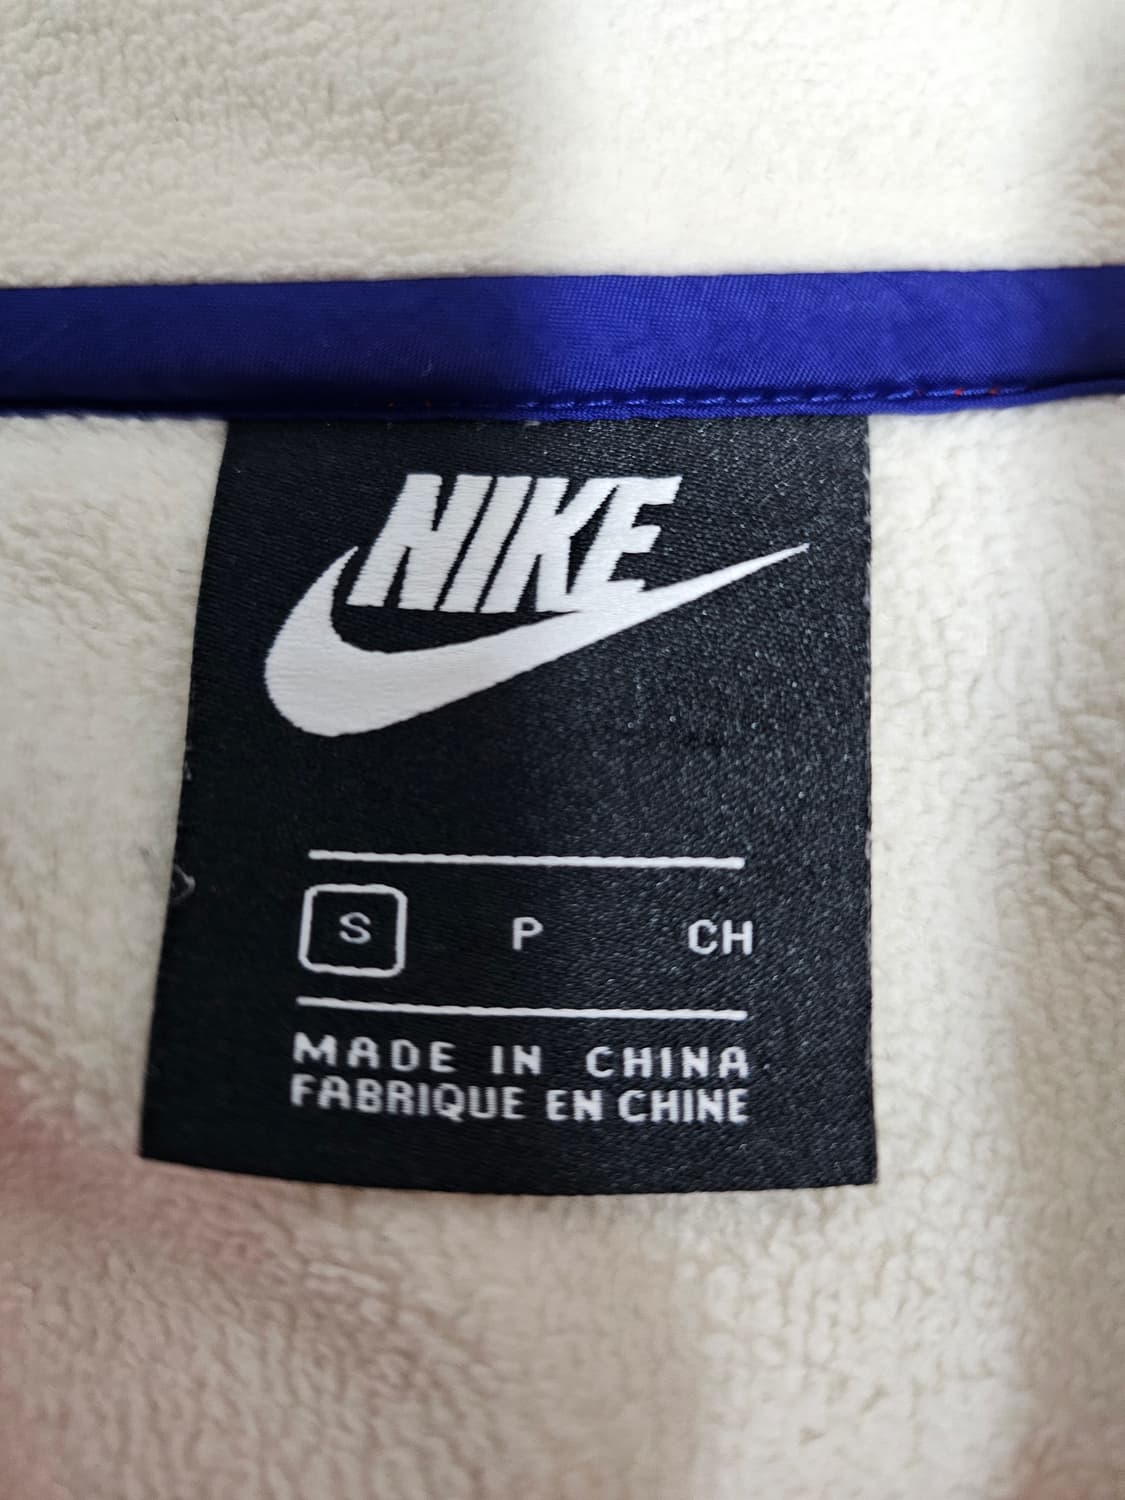 NIKE
S P CH
MADE IN CHINA
FABRIQUE EN CHINE